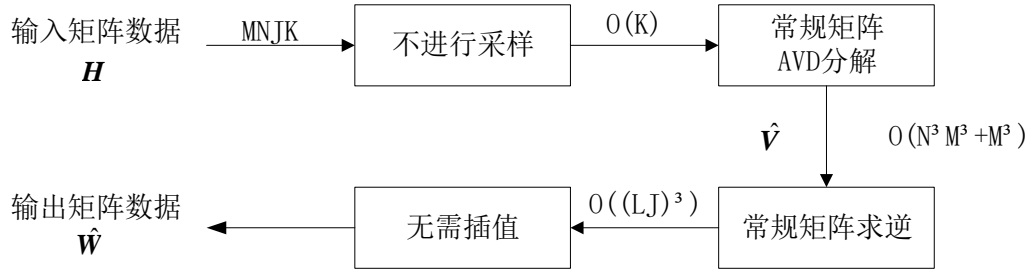 输入矩阵数据
H
MNJK
不进行采样
O(K)
常规矩阵
AVD分解
V̂
O(N³M³+M³)
输出矩阵数据
Ŵ
无需插值
O((LJ)³)
常规矩阵求逆